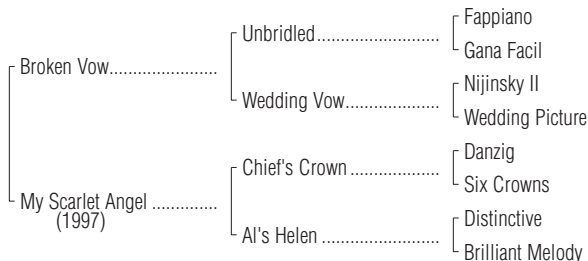 Fappiano
Unbridled
Gana Facil
Broken Vow
Nijinsky II
Wedding Vow
Wedding Picture
Danzig
Chief's Crown
Six Crowns
My Scarlet Angel
(1997)
Distinctive
Al's Helen
Brilliant Melody